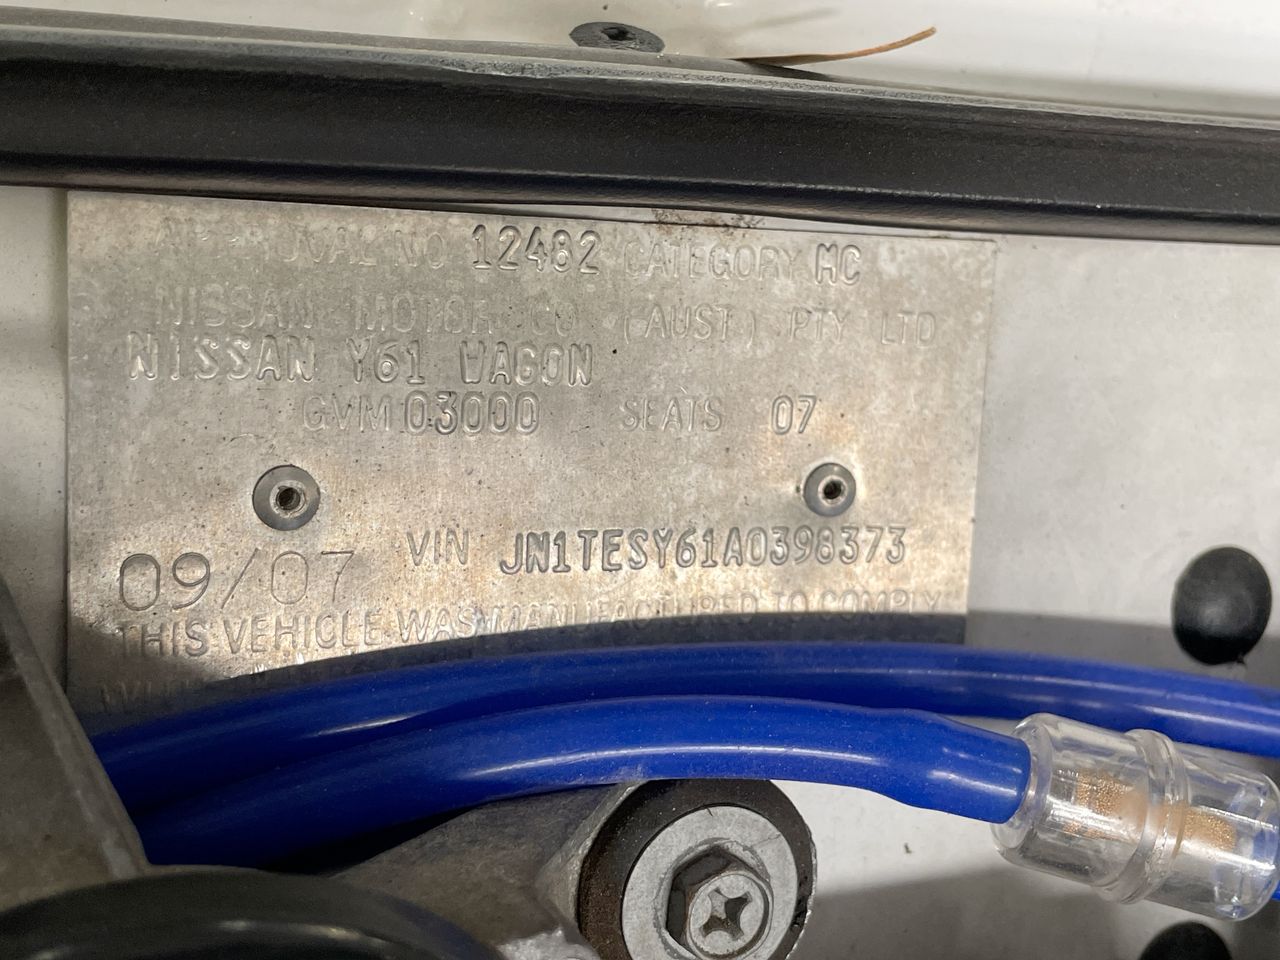 APPROVAL NO 12482 CATEGORY MC
NISSAN MOTOR CO (AUST) PTY LTD
NISSAN Y61 WAGON
GVM 03000 SEATS 07
09/07 VIN JN1TESY61A0398373
THIS VEHICLE WAS MANUFACTURED TO COMPLY